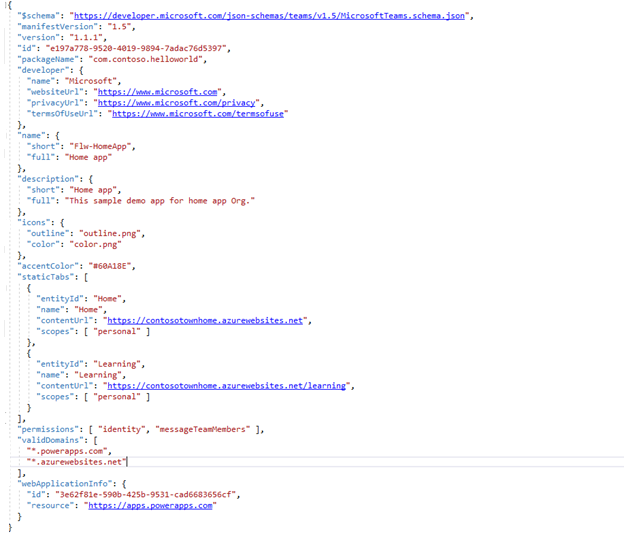 {
"$schema": "https://developer.microsoft.com/json-schemas/teams/v1.5/MicrosoftTeams.schema.json",
"manifestVersion": "1.5",
"version": "1.1.1",
"id": "e197a778-9520-4019-9894-7adac76d5397",
"packageName": "com.contoso.helloworld",
"developer": {
"name": "Microsoft",
"websiteUrl": "https://www.microsoft.com",
"privacyUrl": "https://www.microsoft.com/privacy",
"termsOfUseUrl": "https://www.microsoft.com/termsofuse"
},
"name": {
"short": "Flw-HomeApp",
"full": "Home app"
},
"description": {
"short": "Home app",
"full": "This sample demo app for home app Org."
},
"icons": {
"outline": "outline.png",
"color": "color.png"
},
"accentColor": "#60A18E",
"staticTabs": [
{
"entityId": "Home",
"name": "Home",
"contentUrl": "https://contosotownhome.azurewebsites.net",
"scopes": [ "personal" ]
},
{
"entityId": "Learning",
"name": "Learning",
"contentUrl": "https://contosotownhome.azurewebsites.net/learning",
"scopes": [ "personal" ]
}
],
"permissions": [ "identity", "messageTeamMembers" ],
"validDomains": [
"*.powerapps.com",
"*.azurewebsites.net"
],
"webApplicationInfo": {
"id": "3e62f81e-590b-425b-9531-cad6683656cf",
"resource": "https://apps.powerapps.com"
}
}